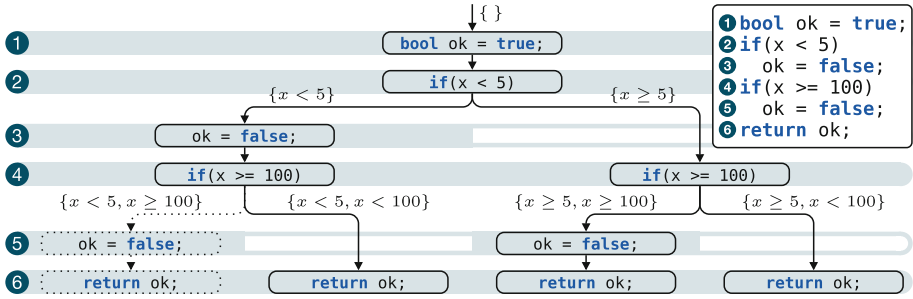 { }
1 bool ok = true;
2 if(x < 5)
{x < 5} {x ≥ 5}
3 ok = false;
4 if(x >= 100) if(x >= 100)
{x < 5, x ≥ 100} {x < 5, x < 100} {x ≥ 5, x ≥ 100} {x ≥ 5, x < 100}
5 ok = false; ok = false;
6 return ok; return ok; return ok; return ok;
1 bool ok = true;
2 if(x < 5)
3 ok = false;
4 if(x >= 100)
5 ok = false;
6 return ok;